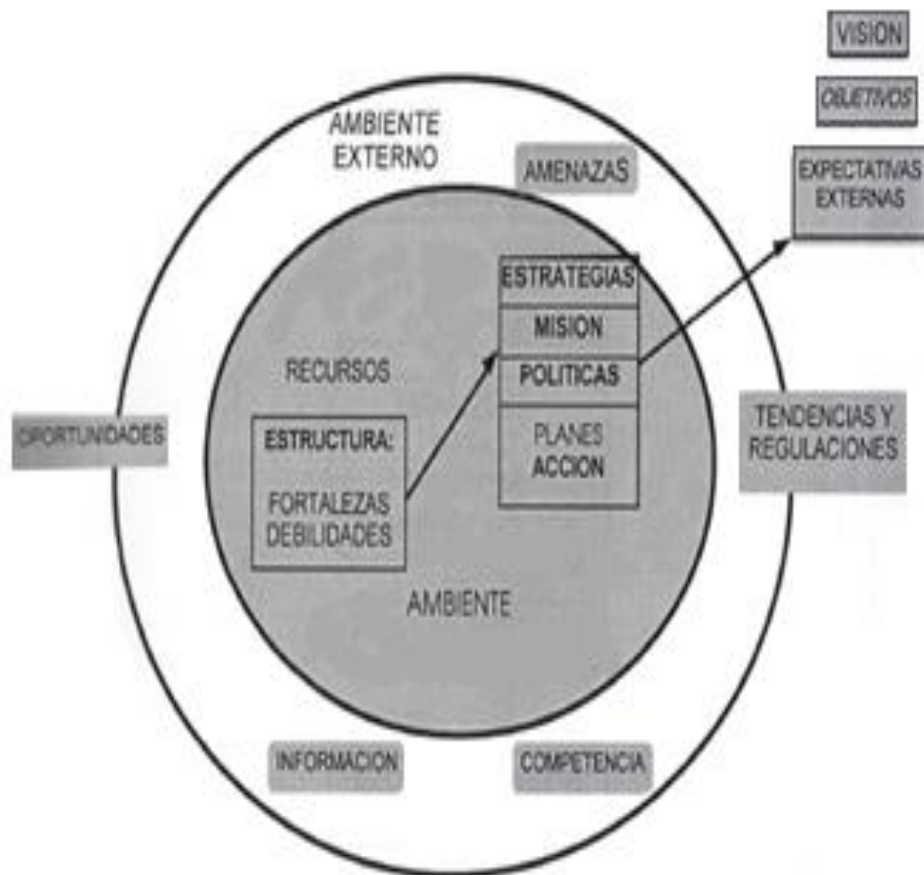 VISION
OBJETIVOS
EXPECTATIVAS
EXTERNAS
AMBIENTE
EXTERNO
AMENAZAS
ESTRATEGIAS
MISION
POLITICAS
PLANES
ACCION
RECURSOS
ESTRUCTURA:
FORTALEZAS
DEBILIDADES
OPORTUNIDADES
TENDENCIAS Y
REGULACIONES
AMBIENTE
INFORMACION
COMPETENCIA